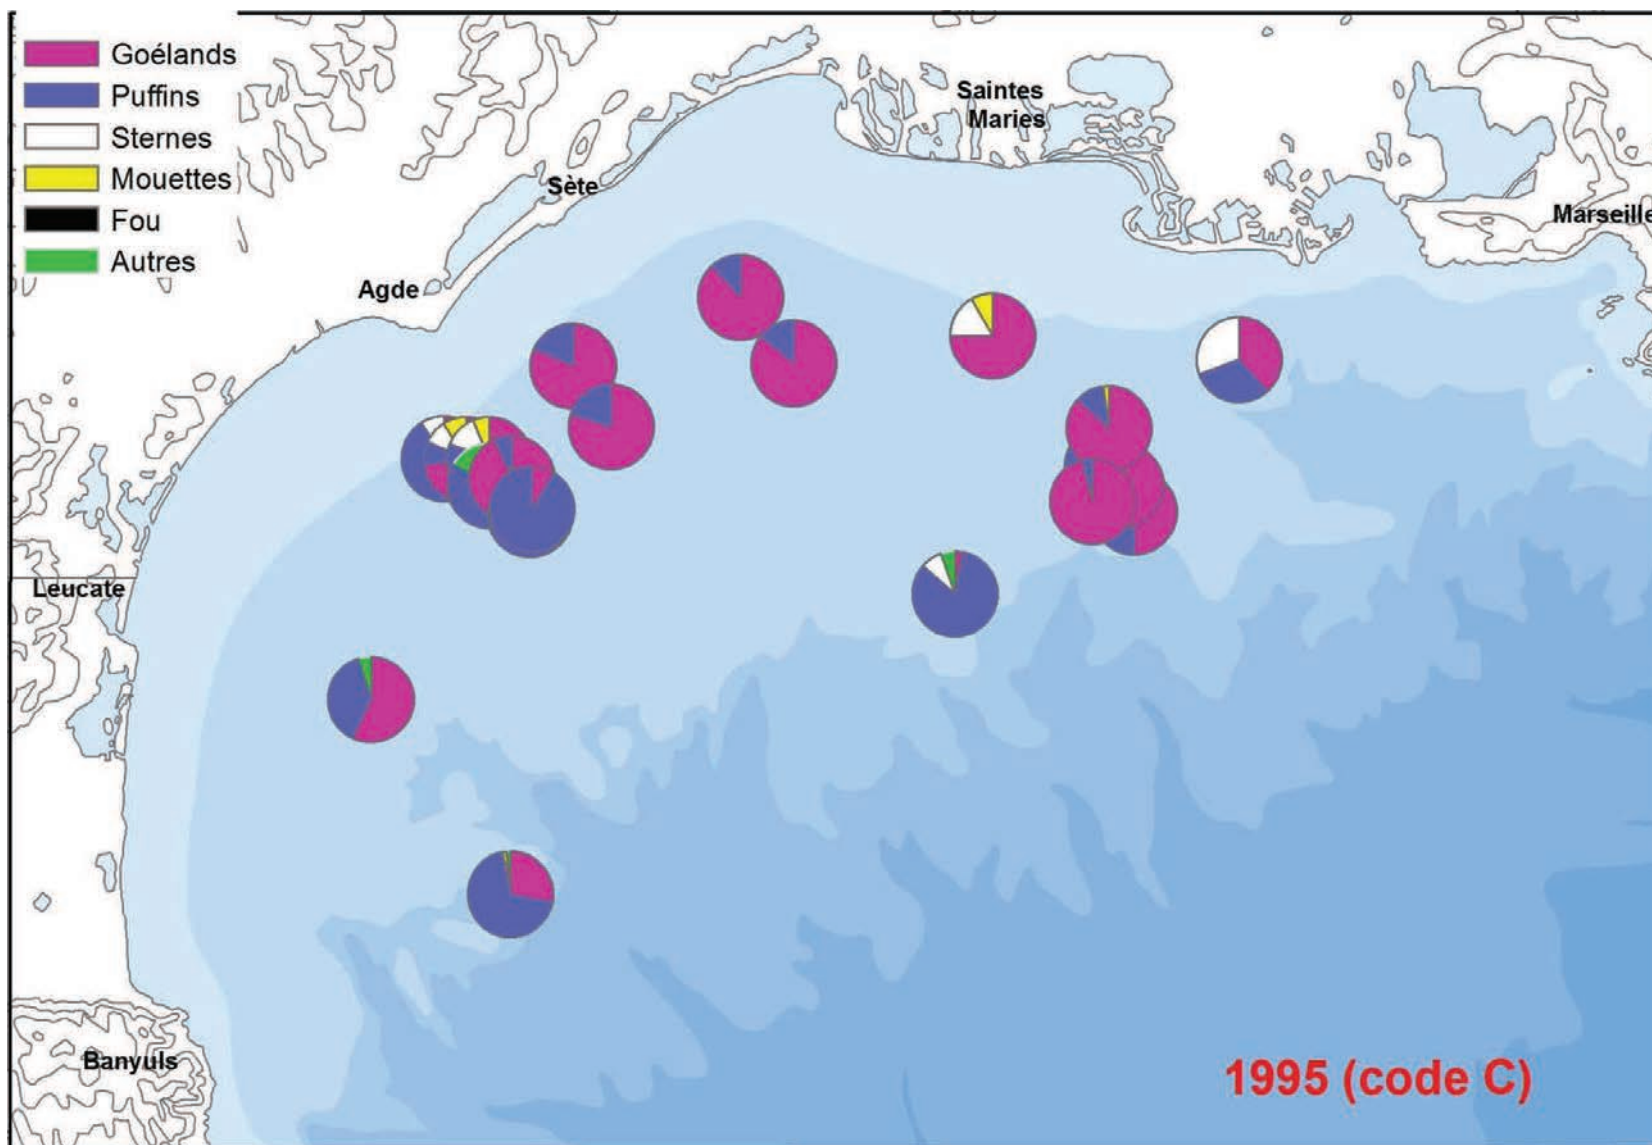 Goélands
Puffins
Sternes
Mouettes
Fou
Autres
Saintes
Maries
Sète
Marseille
Agde
Leucate
Banyuls
1995 (code C)